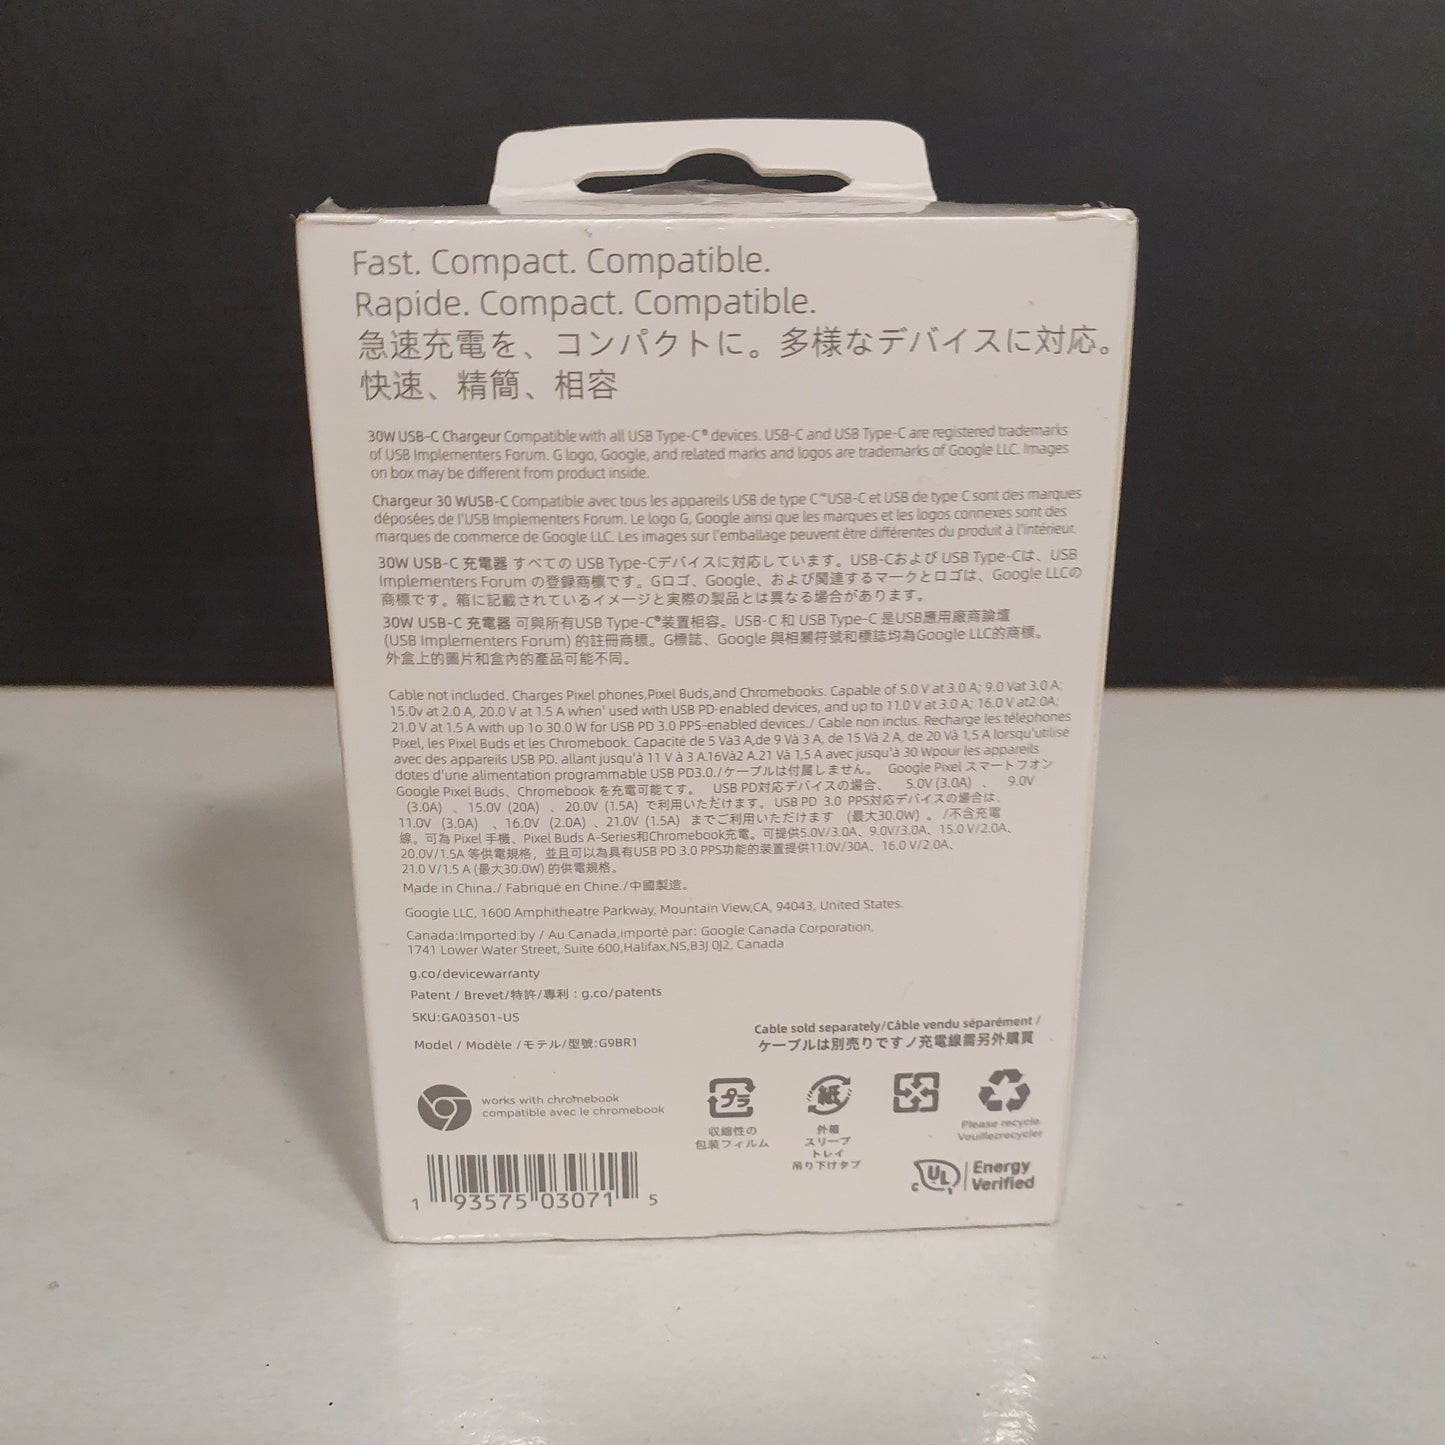 Fast. Compact. Compatible.
Rapide. Compact. Compatible.
急速充電を、コンパクトに。多様なデバイスに対応。
快速、精簡、相容
30W USB-C Chargeur Compatible with all USB Type-C® devices. USB-C and USB Type-C are registered trademarks
of USB Implementers Forum. G logo, Google, and related marks and logos are trademarks of Google LLC. Images
on box may be different from product inside.
Chargeur 30 WUSB-C Compatible avec tous les appareils USB de type C™USB-C et USB de type C sont des marques
déposées de l'USB Implementers Forum. Le logo G, Google ainsi que les marques et les logos connexes sont des
marques de commerce de Google LLC. Les images sur l'emballage peuvent être différentes du produit à l'intérieur.
30W USB-C 充電器 すべての USB Type-Cデバイスに対応しています。USB-Cおよび USB Type-Cは、USB
Implementers Forum の登録商標です。Gロゴ、Google、および関連するマークとロゴは、Google LLCの
商標です。箱に記載されているイメージと実際の製品とは異なる場合があります。
30W USB-C 充電器 可與所有USB Type-C®装置相容。USB-C 和 USB Type-C 是USB應用廠商論壇
(USB Implementers Forum) 的註冊商標。G標誌、Google 與相關符號和標誌均為Google LLC的商標。
外盒上的圖片和盒內的產品可能不同。
Cable not included. Charges Pixel phones,Pixel Buds,and Chromebooks. Capable of 5.0 V at 3.0 A; 9.0 Vat 3.0 A;
15.0v at 2.0 A, 20.0 V at 1.5 A when' used with USB PD-enabled devices, and up to 11.0 V at 3.0 A; 16.0 V at2.0A;
21.0 V at 1.5 A with up 1o 30.0 W for USB PD 3.0 PPS-enabled devices./ Cable non inclus. Recharge les téléphones
Pixel, les Pixel Buds et les Chromebook. Capacité de 5 Và3 A,de 9 Và 3 A, de 15 Và 2 A, de 20 Và 1,5 A lorsqu'utilisé
avec des appareils USB PD. allant jusqu'à 11 V à 3 A.16Và2 A.21 Và 1,5 A avec jusqu'à 30 Wpour les appareils
dotes d'une alimentation programmable USB PD3.0./ケーブルは付属しません。 Google Pixel スマートフオン
Google Pixel Buds、Chromebook を充電可能てす。 USB PD対応デバイスの場合、 5.0V (3.0A) 、 9.0V
(3.0A) 、15.0V (20A) 、20.0V (1.5A) で利用いただけます。USB PD 3.0 PPS対応デバイスの場合は、
11.0V (3.0A) 、16.0V (2.0A) 、21.0V (1.5A) までご利用いただけます (最大30.0W) 。 /不含充電
線。可為 Pixel 手機、Pixel Buds A-Series和Chromebook充電。可提供5.0V/3.0A、9.0V/3.0A、15.0 V/2.0A、
20.0V/1.5A 等供電規格，並且可以為具有USB PD 3.0 PPS功能的裝置提供11.0V/30A、16.0 V/2.0A、
21.0 V/1.5 A (最大30.0W) 的供電規格。
Made in China./ Fabriqué en Chine./中國製造。
Google LLC, 1600 Amphitheatre Parkway, Mountain View,CA, 94043, United States.
Canada:Imported by / Au Canada,importé par: Google Canada Corporation,
1741 Lower Water Street, Suite 600,Halifax,NS,B3J 0J2, Canada
g.co/devicewarranty
Patent / Brevet/特許/專利 : g.co/patents
SKU:GA03501-US
Model / Modèle /モテル/型號:G9BR1
Cable sold separately/Câble vendu séparément /
ケーブルは別売りですノ充電線需另外購買
works with chromebook
compatible avec le chromebook
プラ
収縮性の
包装フィルム
紙
外箱
スリーブ
トレイ
吊り下げタブ
Please recycle
Veuillezrecycler
c UL
Energy
Verified
1 93575 03071 5